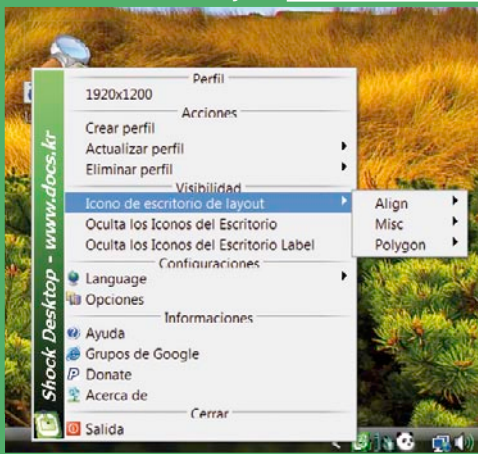 Perfil
1920x1200
Acciones
Crear perfil
Actualizar perfil
Eliminar perfil
Visibilidad
Icono de escritorio de layout
Align
Misc
Polygon
Oculta los Iconos del Escritorio
Oculta los Iconos del Escritorio Label
Configuraciones
Language
Opciones
Informaciones
Ayuda
Grupos de Google
Donate
Acerca de
Cerrar
Salida
Shock Desktop - www.docs.kr